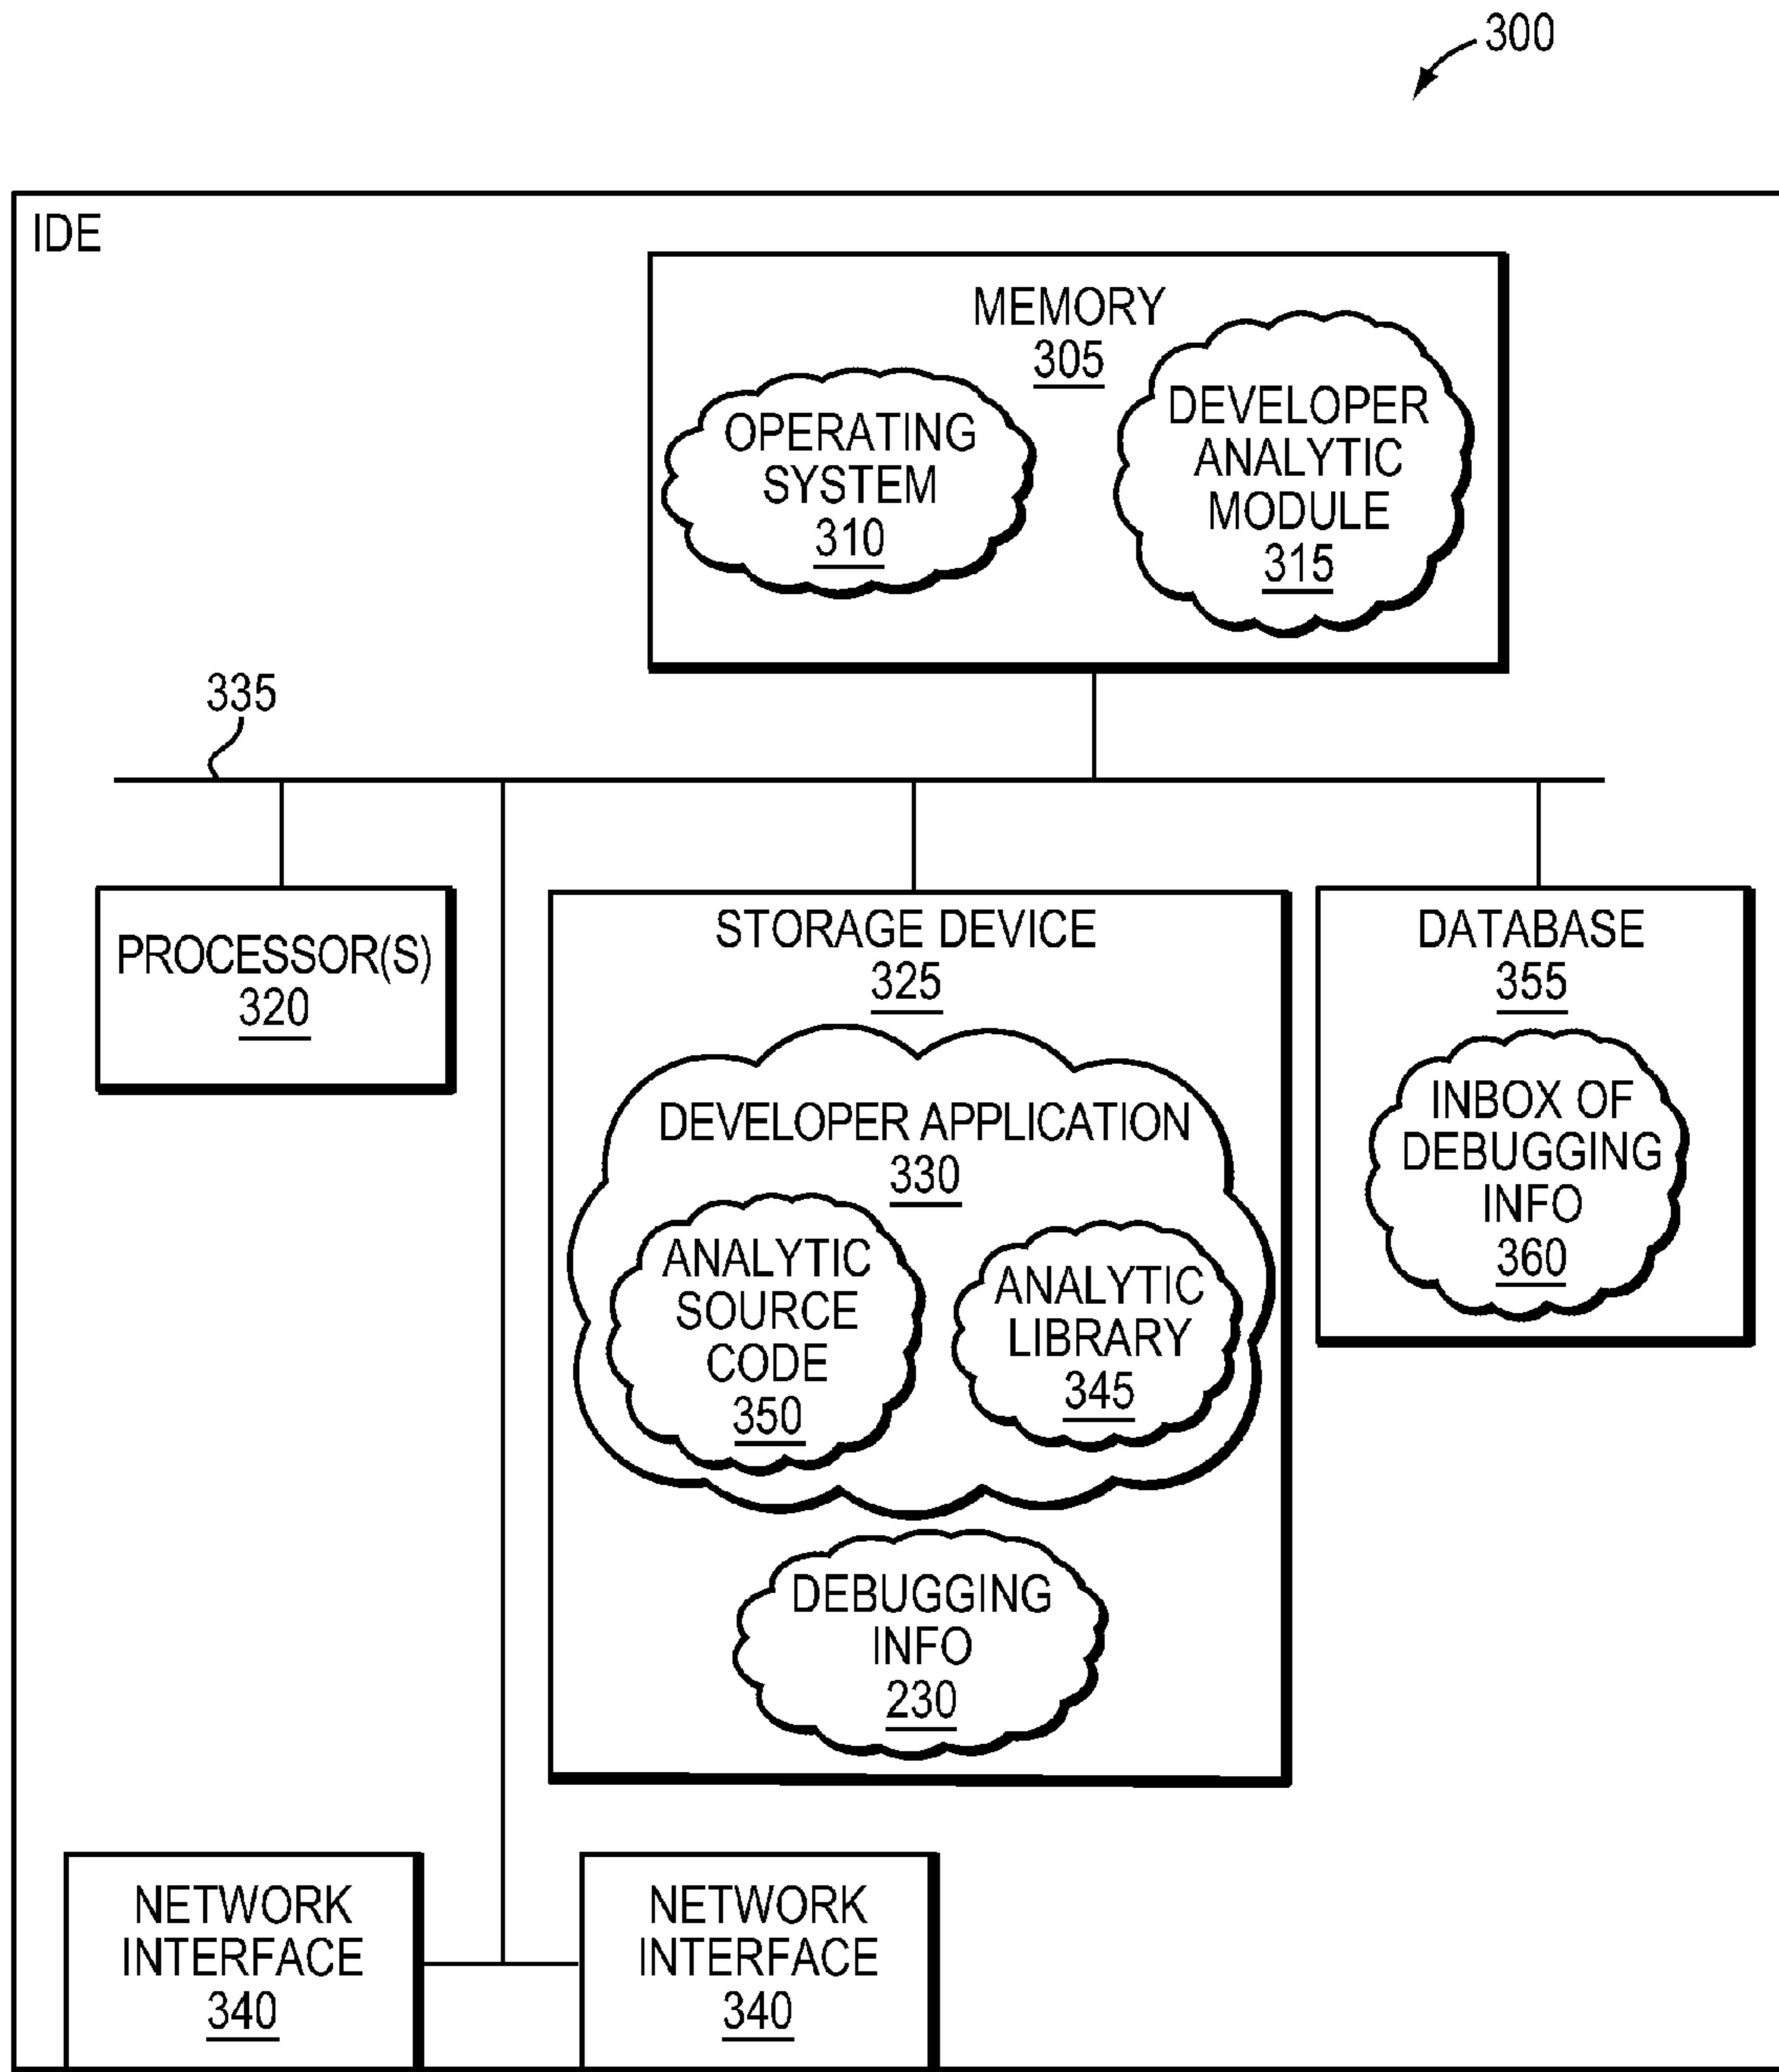 300
IDE
MEMORY
305
OPERATING
SYSTEM
310
DEVELOPER
ANALYTIC
MODULE
315
335
PROCESSOR(S)
320
STORAGE DEVICE
325
DEVELOPER APPLICATION
330
ANALYTIC
SOURCE
CODE
350
ANALYTIC
LIBRARY
345
DEBUGGING
INFO
230
DATABASE
355
INBOX OF
DEBUGGING
INFO
360
NETWORK
INTERFACE
340
NETWORK
INTERFACE
340